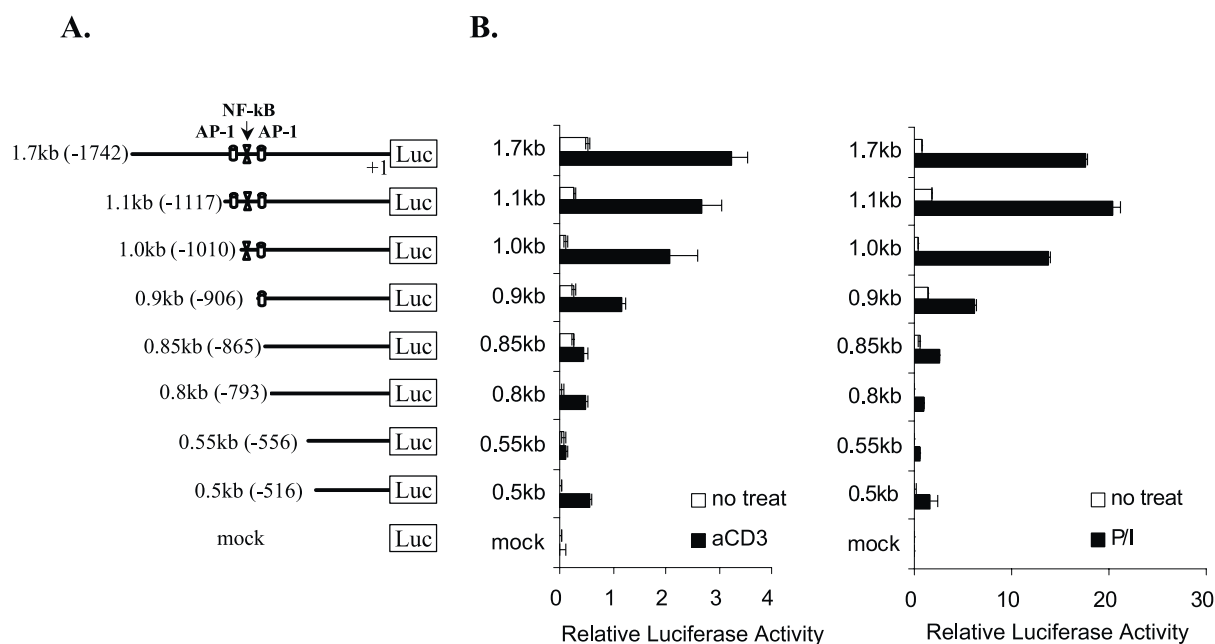 A.
B.
NF-kB
AP-1 AP-1
1.7kb (-1742)
+1
Luc
1.1kb (-1117)
Luc
1.0kb (-1010)
Luc
0.9kb (-906)
Luc
0.85kb (-865)
Luc
0.8kb (-793)
Luc
0.55kb (-556)
Luc
0.5kb (-516)
Luc
mock
Luc
1.7kb
1.1kb
1.0kb
0.9kb
0.85kb
0.8kb
0.55kb
0.5kb
mock
no treat
aCD3
0 1 2 3 4
Relative Luciferase Activity
1.7kb
1.1kb
1.0kb
0.9kb
0.85kb
0.8kb
0.55kb
0.5kb
mock
no treat
P/I
0 10 20 30
Relative Luciferase Activity